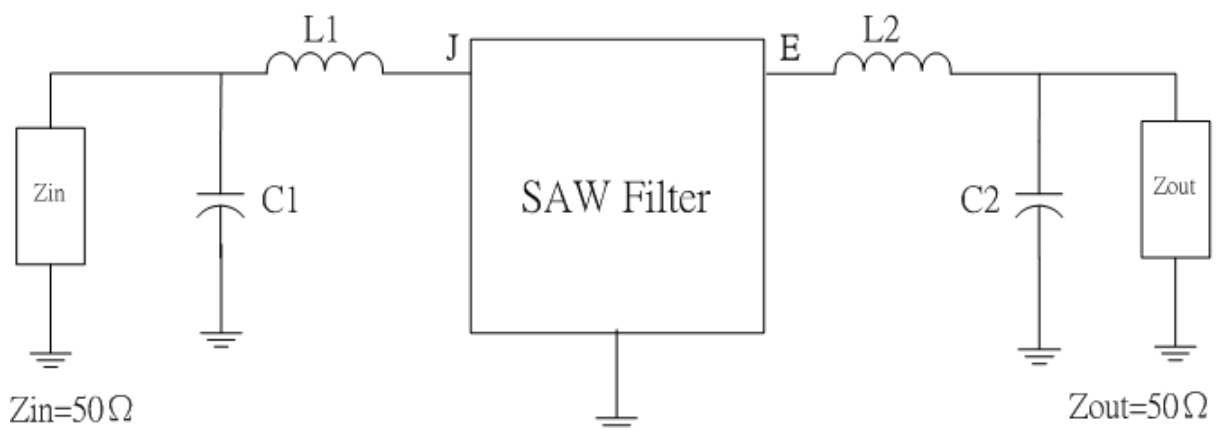 L1
J
E
L2
Zin
C1
SAW Filter
C2
Zout
Zin=50Ω
Zout=50Ω